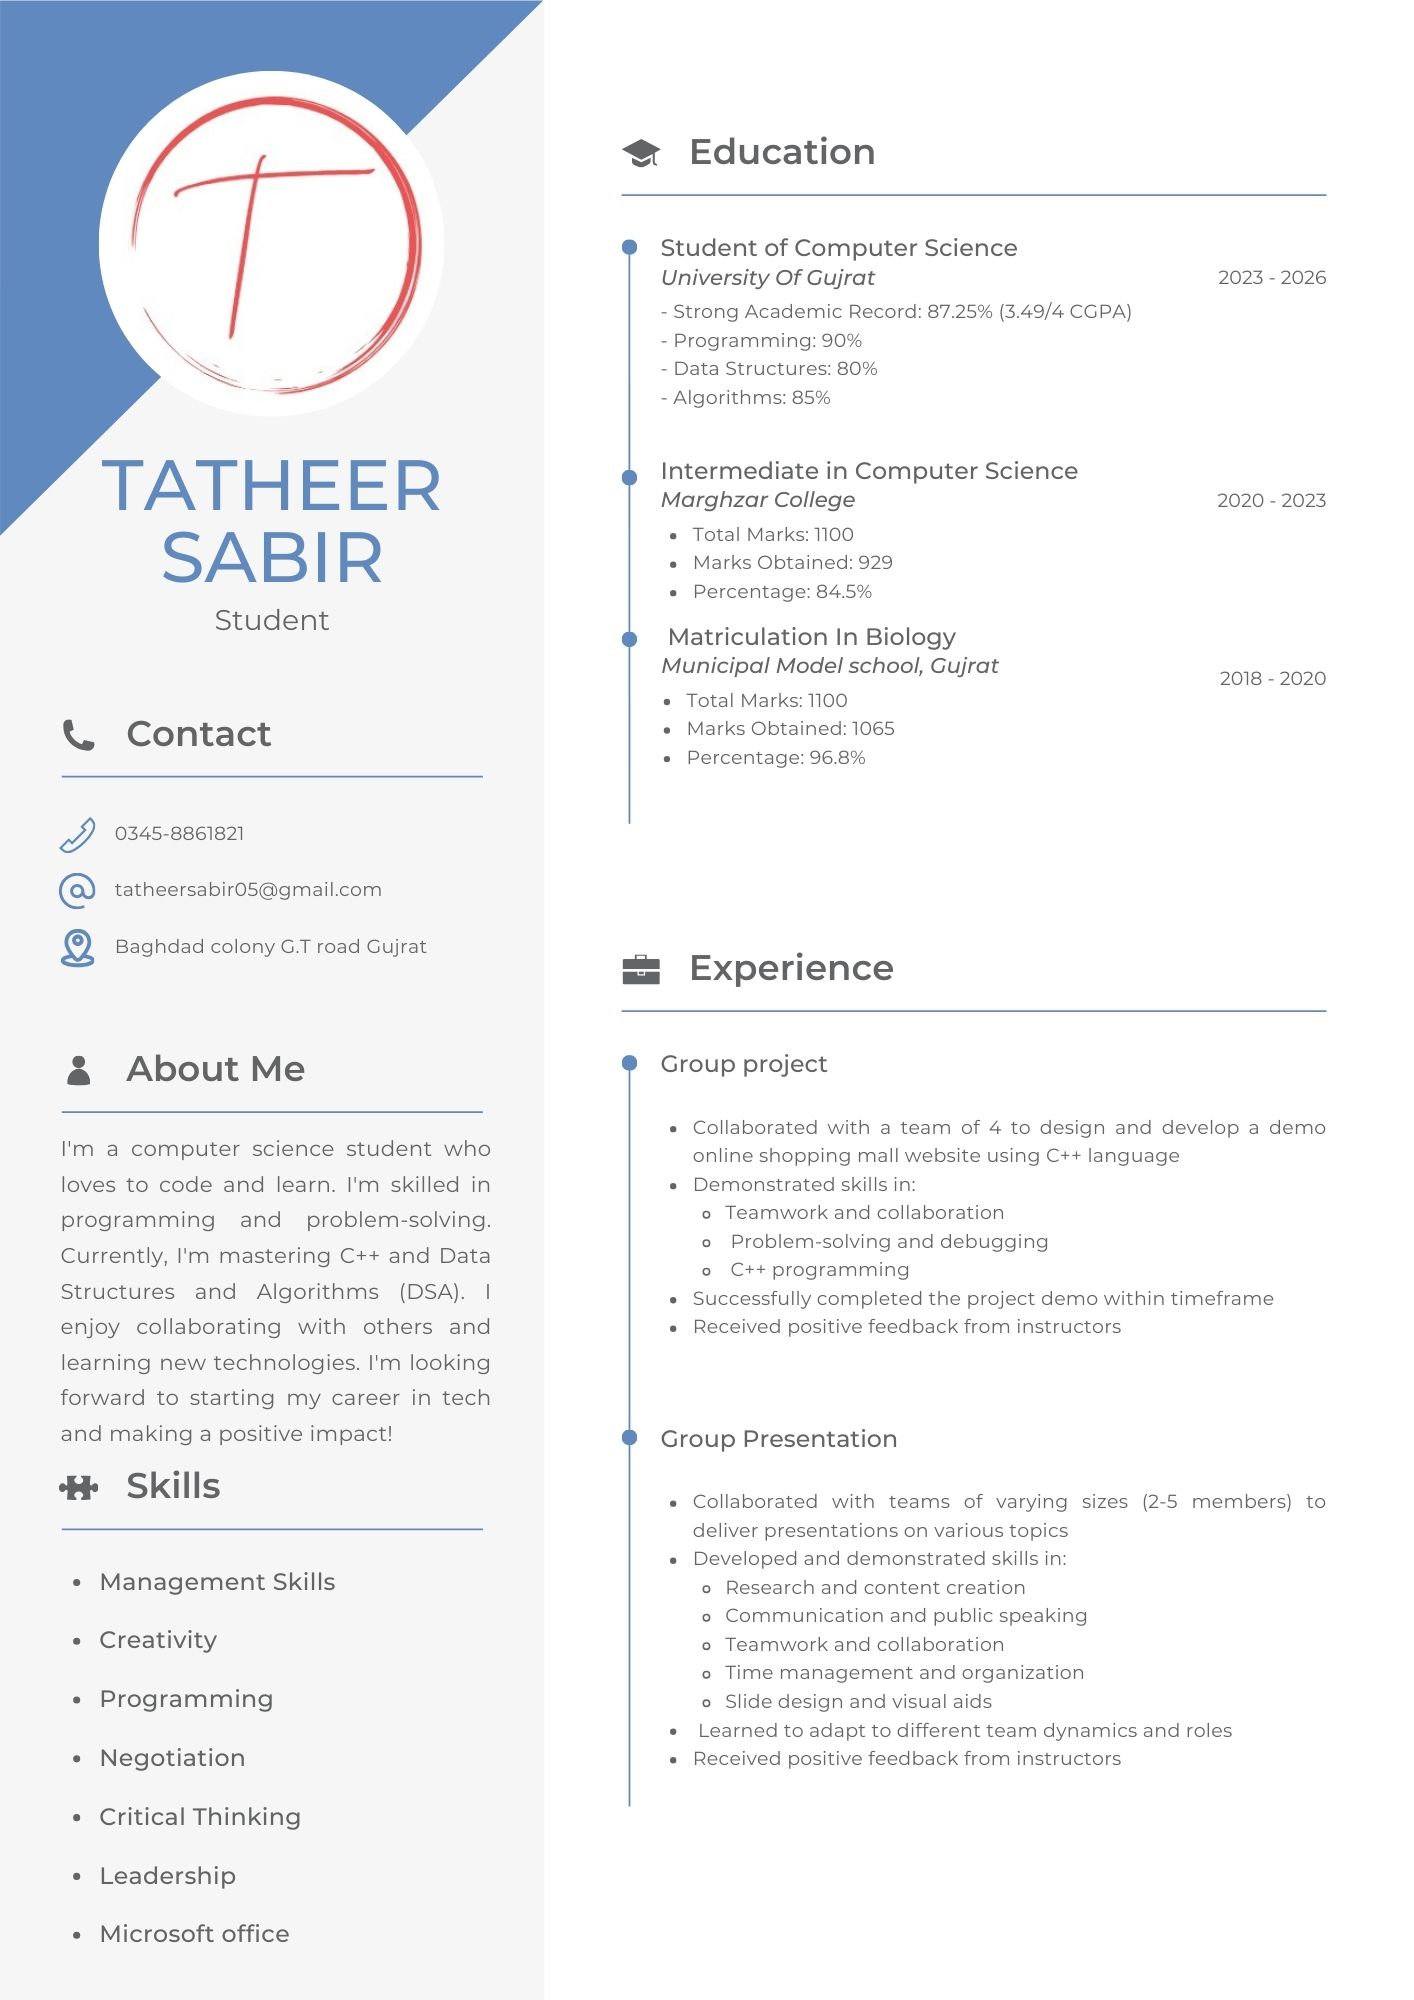 T
TATHEER
SABIR
Student
Contact
0345-8861821
tatheersabir05@gmail.com
Baghdad colony G.T road Gujrat
About Me
I'm a computer science student who
loves to code and learn. I'm skilled in
programming and problem-solving.
Currently, I'm mastering C++ and Data
Structures and Algorithms (DSA). I
enjoy collaborating with others and
learning new technologies. I'm looking
forward to starting my career in tech
and making a positive impact!
Skills
• Management Skills
• Creativity
• Programming
• Negotiation
• Critical Thinking
• Leadership
• Microsoft office
Education
Student of Computer Science
University Of Gujrat 2023 - 2026
- Strong Academic Record: 87.25% (3.49/4 CGPA)
- Programming: 90%
- Data Structures: 80%
- Algorithms: 85%
Intermediate in Computer Science
Marghzar College 2020 - 2023
• Total Marks: 1100
• Marks Obtained: 929
• Percentage: 84.5%
Matriculation In Biology
Municipal Model school, Gujrat
2018 - 2020
• Total Marks: 1100
• Marks Obtained: 1065
• Percentage: 96.8%
Experience
Group project
• Collaborated with a team of 4 to design and develop a demo
online shopping mall website using C++ language
• Demonstrated skills in:
◦ Teamwork and collaboration
◦ Problem-solving and debugging
◦ C++ programming
• Successfully completed the project demo within timeframe
• Received positive feedback from instructors
Group Presentation
• Collaborated with teams of varying sizes (2-5 members) to
deliver presentations on various topics
• Developed and demonstrated skills in:
◦ Research and content creation
◦ Communication and public speaking
◦ Teamwork and collaboration
◦ Time management and organization
◦ Slide design and visual aids
• Learned to adapt to different team dynamics and roles
• Received positive feedback from instructors